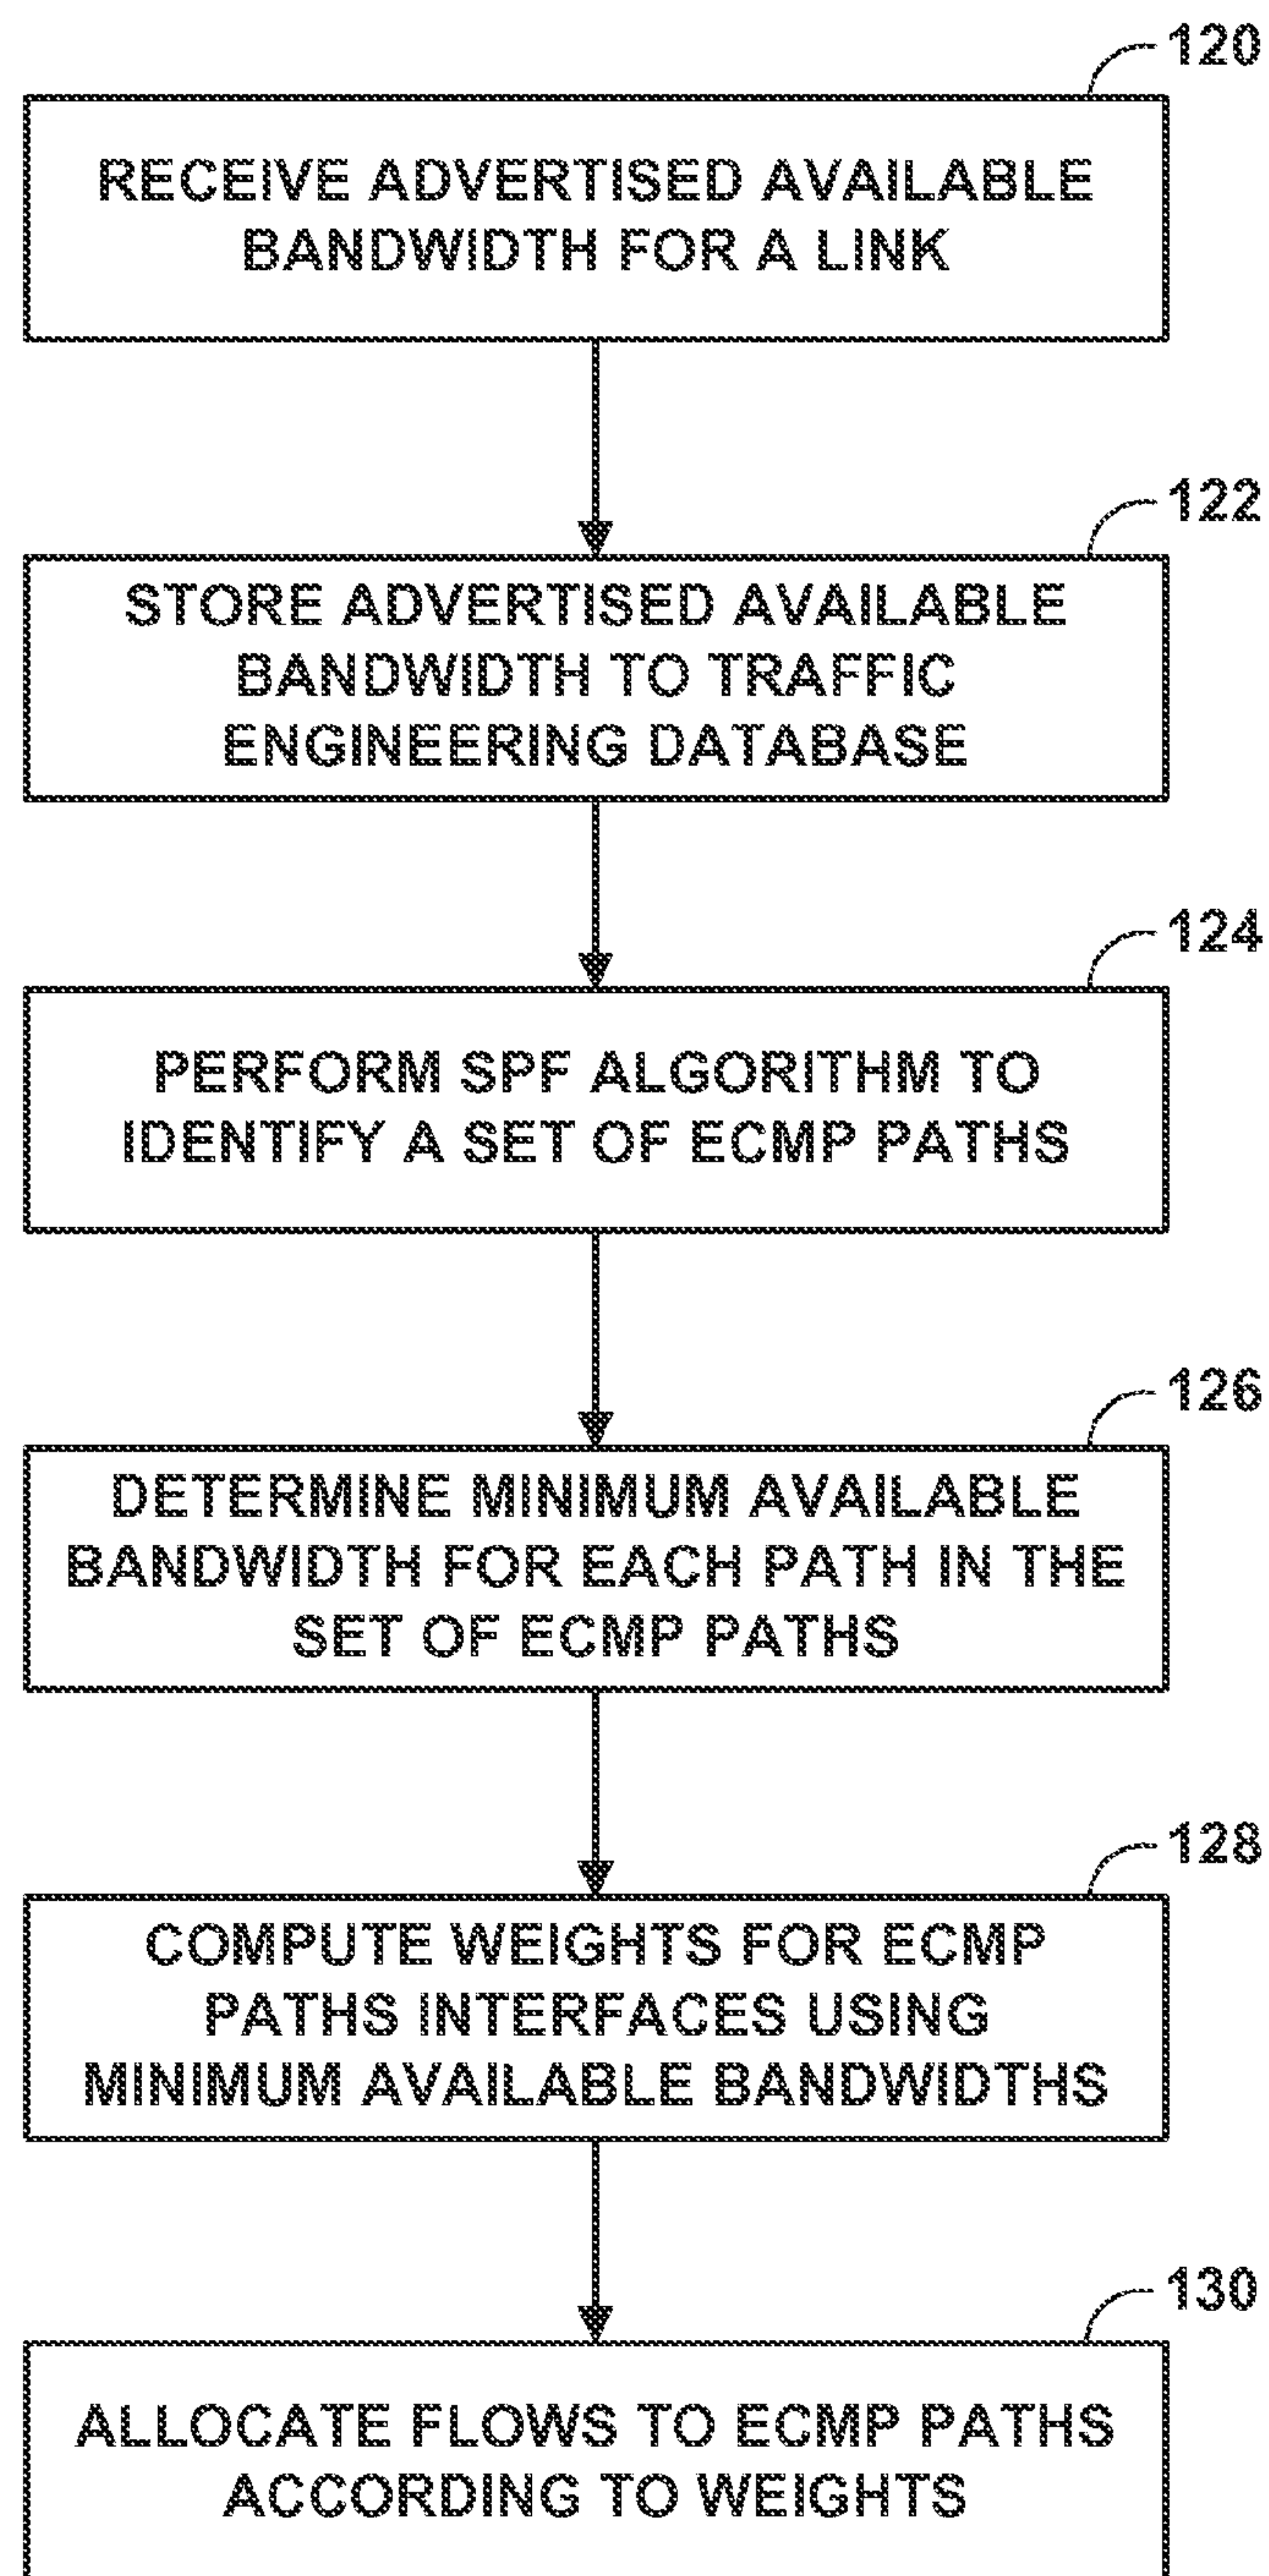 120
RECEIVE ADVERTISED AVAILABLE
BANDWIDTH FOR A LINK
122
STORE ADVERTISED AVAILABLE
BANDWIDTH TO TRAFFIC
ENGINEERING DATABASE
124
PERFORM SPF ALGORITHM TO
IDENTIFY A SET OF ECMP PATHS
126
DETERMINE MINIMUM AVAILABLE
BANDWIDTH FOR EACH PATH IN THE
SET OF ECMP PATHS
128
COMPUTE WEIGHTS FOR ECMP
PATHS INTERFACES USING
MINIMUM AVAILABLE BANDWIDTHS
130
ALLOCATE FLOWS TO ECMP PATHS
ACCORDING TO WEIGHTS